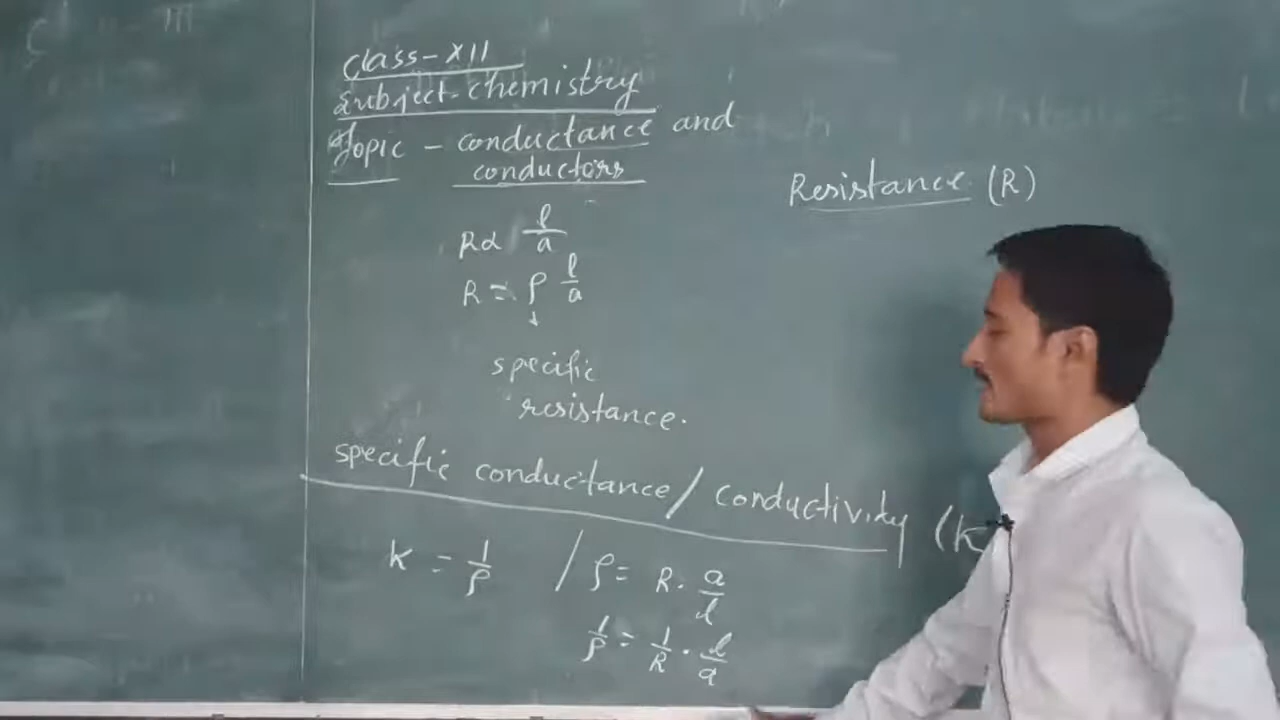 Class-XII
Subject-chemistry
Topic - conductance and
conductors
Resistance (R)
R∝ l/a
R = ρ l/a
↓
specific
resistance.
specific conductance/conductivity (K
K = 1/ρ / ρ = R. a/l
1/ρ = 1/R . l/a